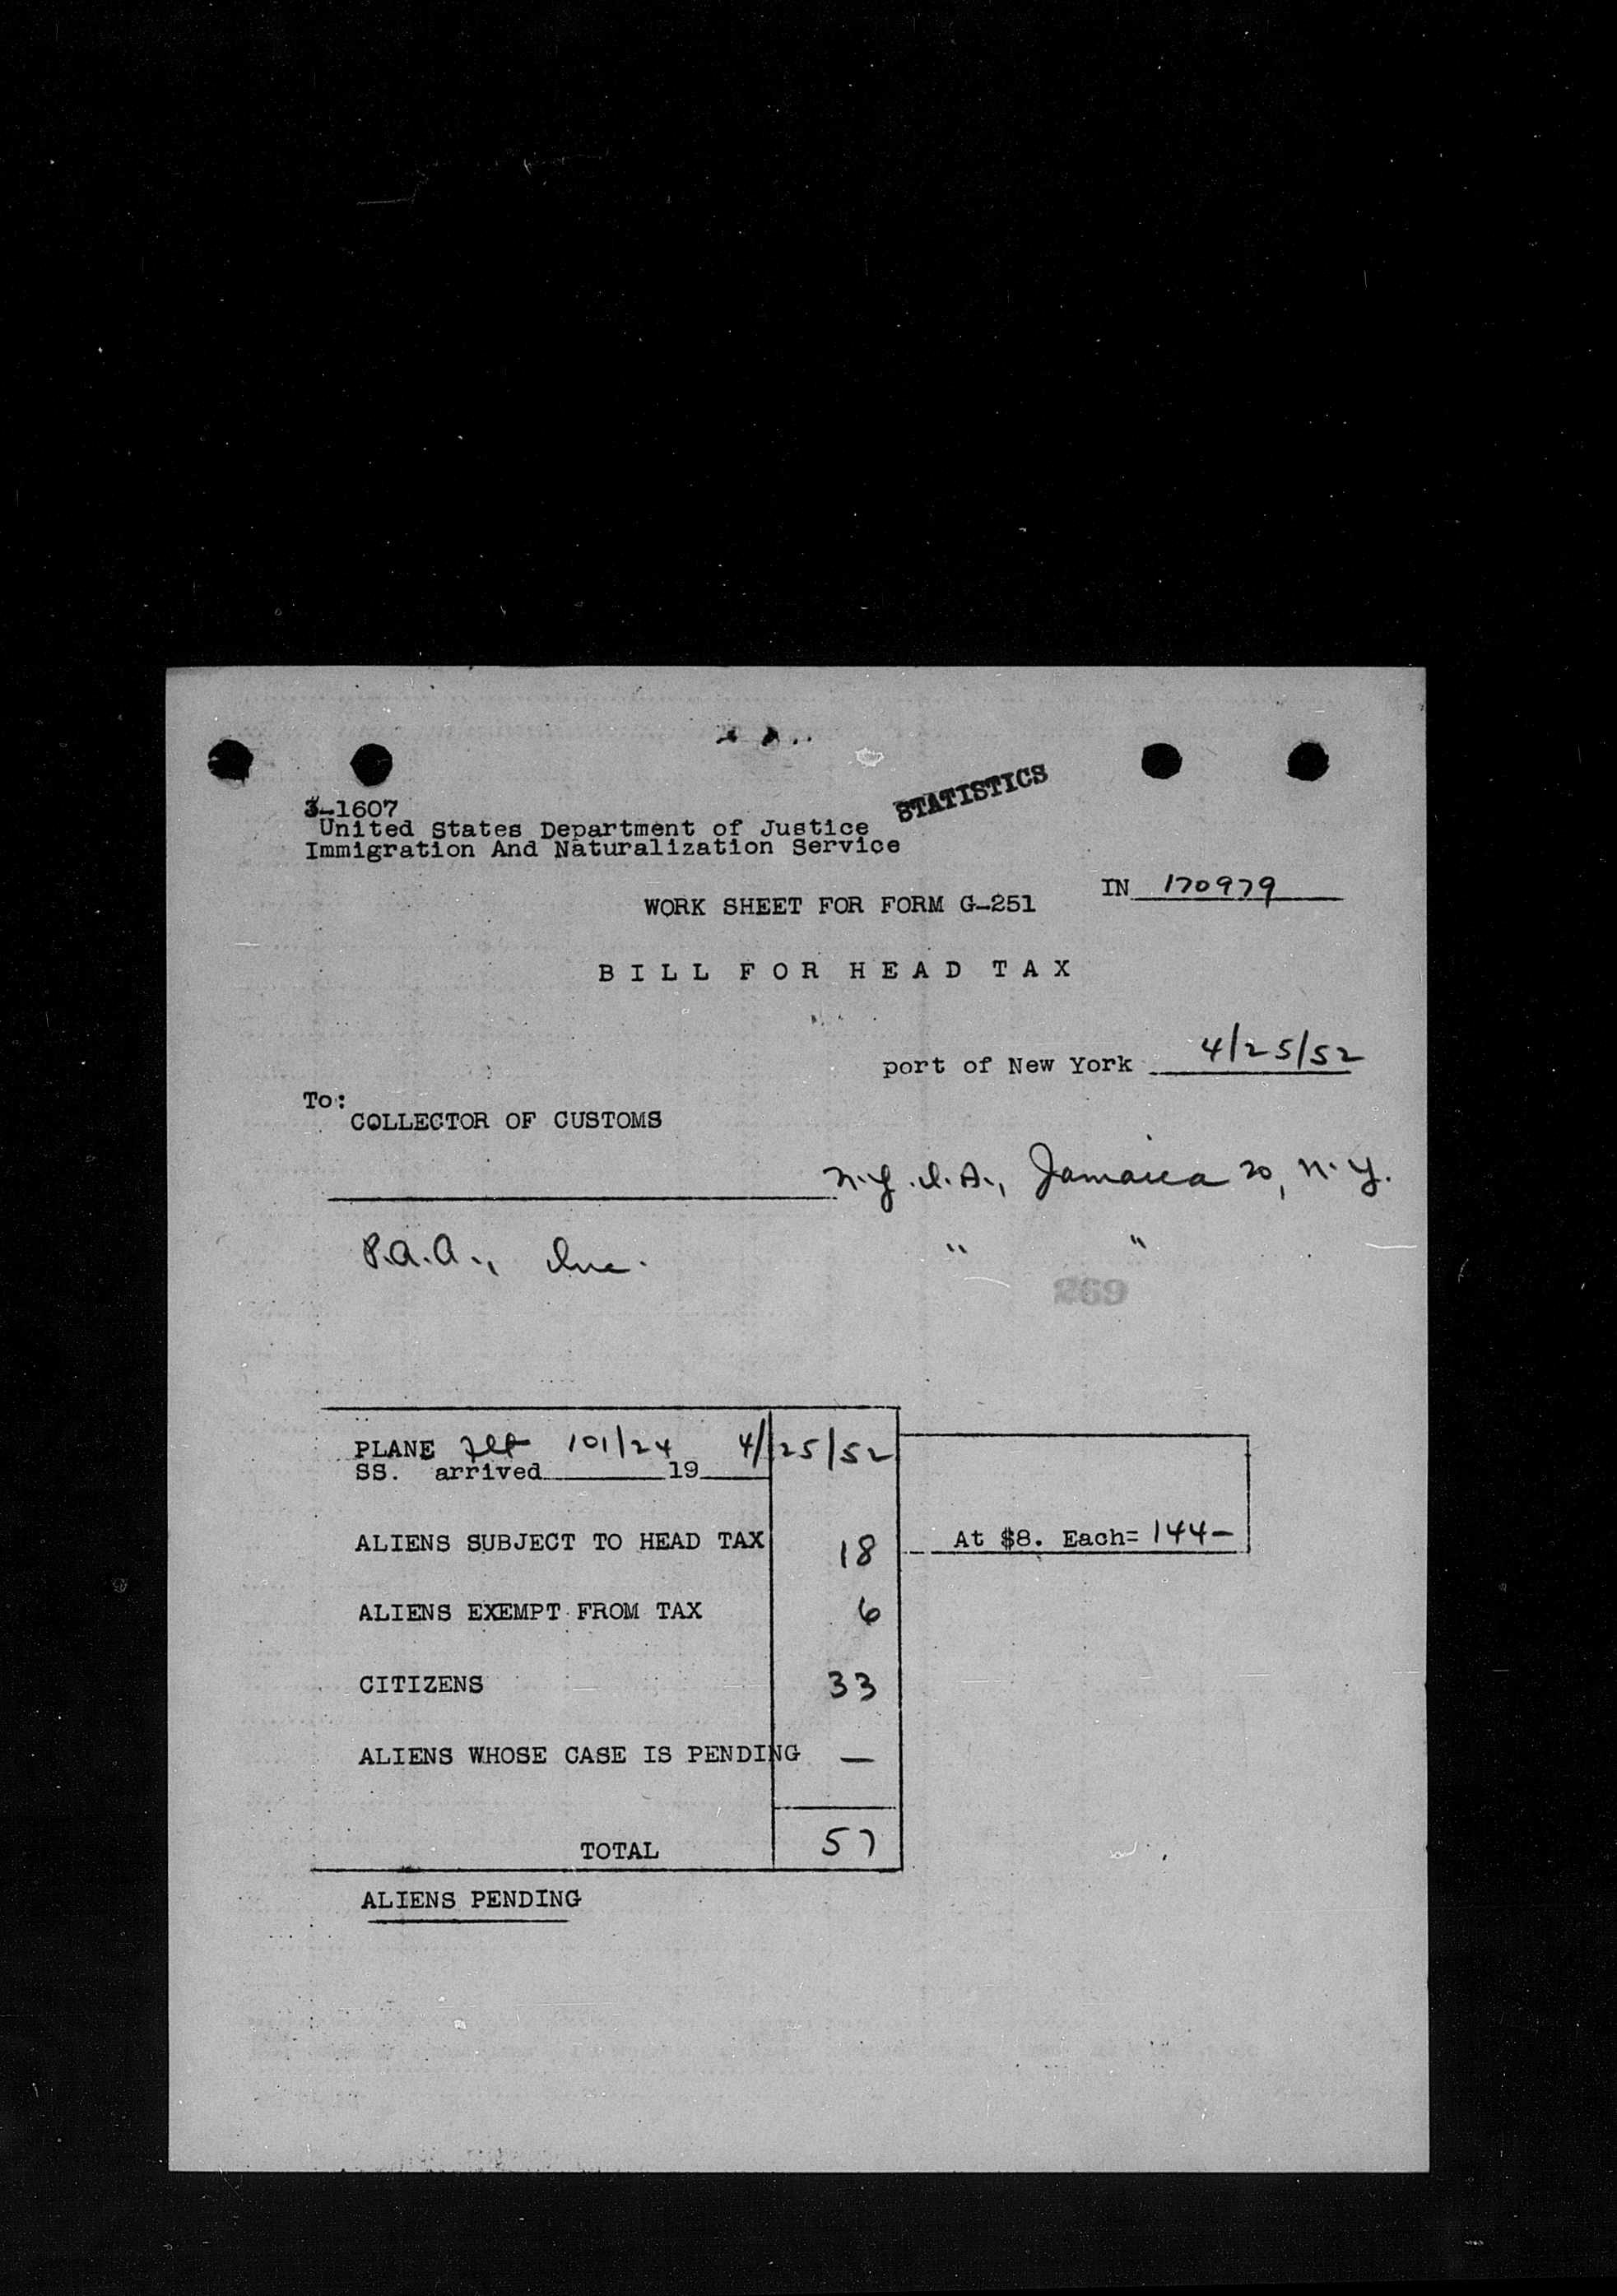 STATISTICS
3-1607
United States Department of Justice
Immigration And Naturalization Service
IN 170979
WORK SHEET FOR FORM G-251
BILL FOR HEAD TAX
port of New York 4/25/52
To:
COLLECTOR OF CUSTOMS
N.Y.I.A., Jamaica 20, N.Y.
P.A.A., Inc. " "
269
PLANE Flt 101/24 4/25/52
SS. arrived 19
ALIENS SUBJECT TO HEAD TAX 18 At $8. Each= 144-
ALIENS EXEMPT FROM TAX 6
CITIZENS 33
ALIENS WHOSE CASE IS PENDING —
TOTAL 57
ALIENS PENDING